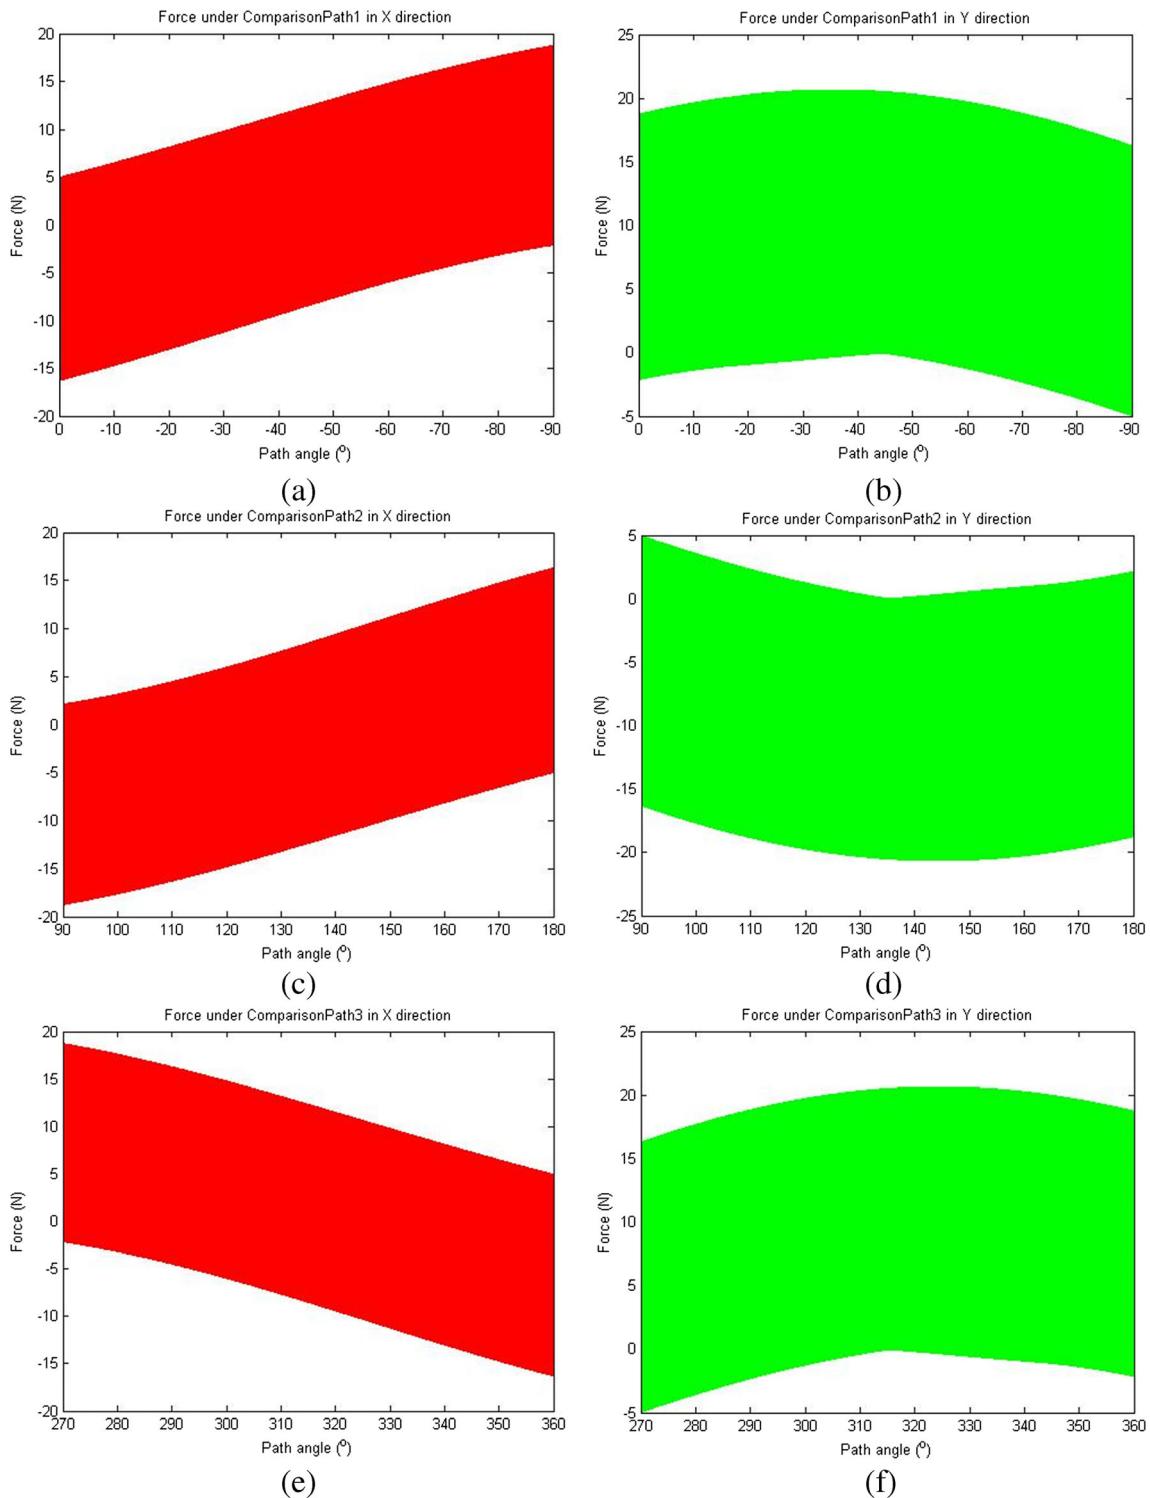 Force under ComparisonPath1 in X direction
20
15
10
5
0
-5
-10
-15
-20
Force (N)
0 -10 -20 -30 -40 -50 -60 -70 -80 -90
Path angle (º)
(a)
Force under ComparisonPath1 in Y direction
25
20
15
10
5
0
-5
Force (N)
0 -10 -20 -30 -40 -50 -60 -70 -80 -90
Path angle (º)
(b)
Force under ComparisonPath2 in X direction
20
15
10
5
0
-5
-10
-15
-20
Force (N)
90 100 110 120 130 140 150 160 170 180
Path angle (º)
(c)
Force under ComparisonPath2 in Y direction
5
0
-5
-10
-15
-20
-25
Force (N)
90 100 110 120 130 140 150 160 170 180
Path angle (º)
(d)
Force under ComparisonPath3 in X direction
20
15
10
5
0
-5
-10
-15
-20
Force (N)
270 280 290 300 310 320 330 340 350 360
Path angle (º)
(e)
Force under ComparisonPath3 in Y direction
25
20
15
10
5
0
-5
Force (N)
270 280 290 300 310 320 330 340 350 360
Path angle (º)
(f)